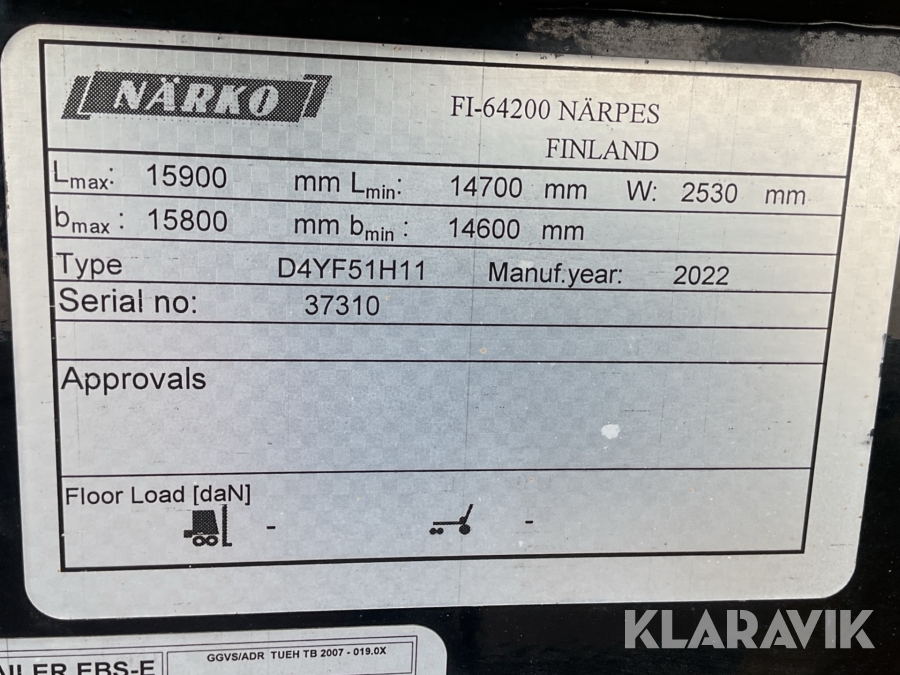 NÄRKO
FI-64200 NÄRPES
FINLAND
Lmax: 15900 mm Lmin: 14700 mm W: 2530 mm
bmax : 15800 mm bmin : 14600 mm
Type D4YF51H11 Manuf.year: 2022
Serial no: 37310
Approvals
Floor Load [daN]
- -
KLARAVIK
EBS-E
GGVS/ADR TUEH TB 2007 - 019.0X